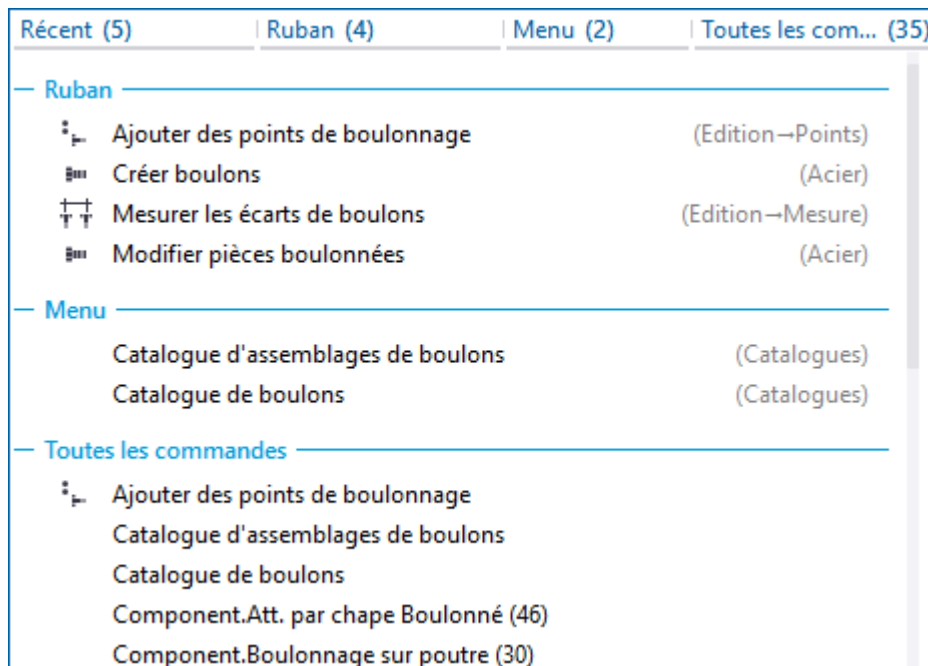 Récent (5) Ruban (4) Menu (2) Toutes les com... (35)
Ruban
Ajouter des points de boulonnage (Edition→Points)
Créer boulons (Acier)
Mesurer les écarts de boulons (Edition→Mesure)
Modifier pièces boulonnées (Acier)
Menu
Catalogue d'assemblages de boulons (Catalogues)
Catalogue de boulons (Catalogues)
Toutes les commandes
Ajouter des points de boulonnage
Catalogue d'assemblages de boulons
Catalogue de boulons
Component.Att. par chape Boulonné (46)
Component.Boulonnage sur poutre (30)